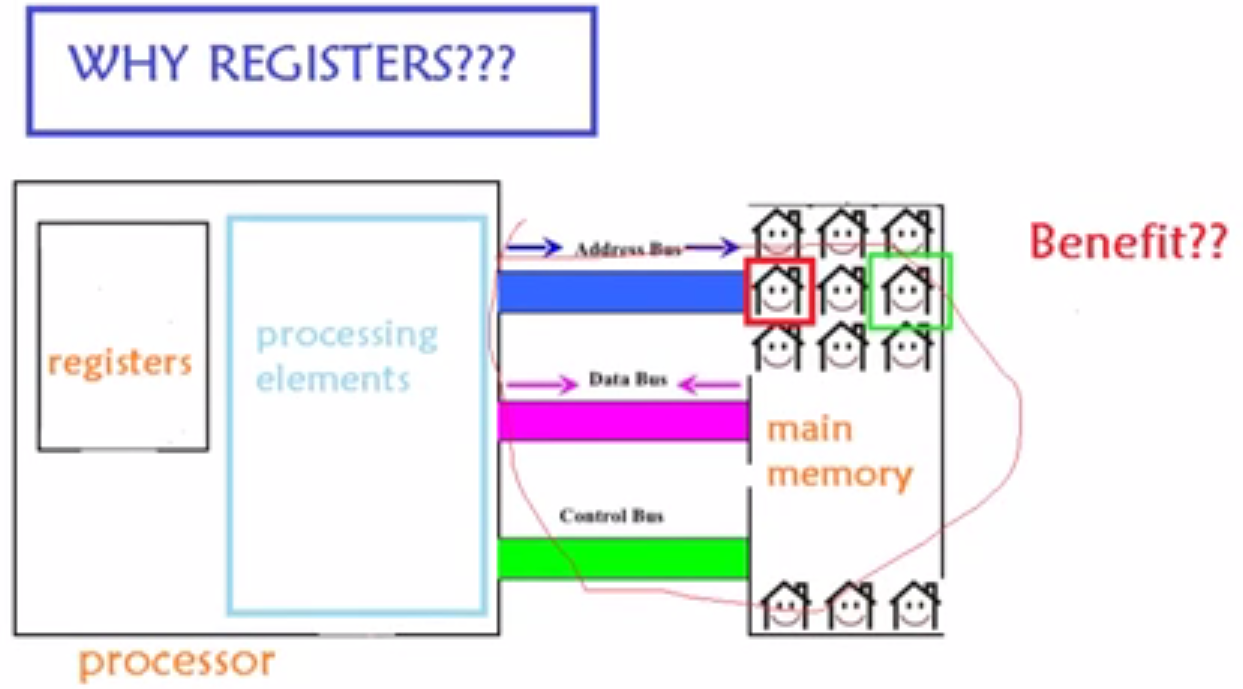 WHY REGISTERS???
Benefit??
Address Bus
registers
processing
elements
Data Bus
main
memory
Control Bus
processor